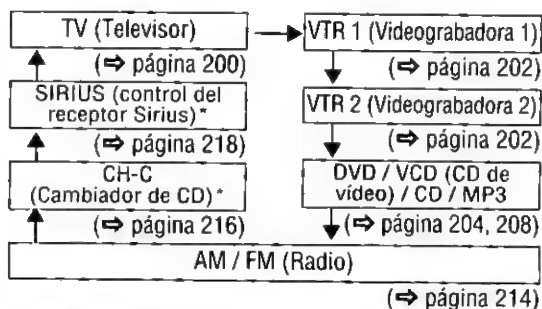 TV (Televisor)
VTR 1 (Videograbadora 1)
(⇨ página 200)
(⇨ página 202)
SIRIUS (control del
receptor Sirius)*
VTR 2 (Videograbadora 2)
(⇨ página 218)
(⇨ página 202)
CH-C
(Cambiador de CD)*
DVD / VCD (CD de
vídeo) / CD / MP3
(⇨ página 216)
(⇨ página 204, 208)
AM / FM (Radio)
(⇨ página 214)